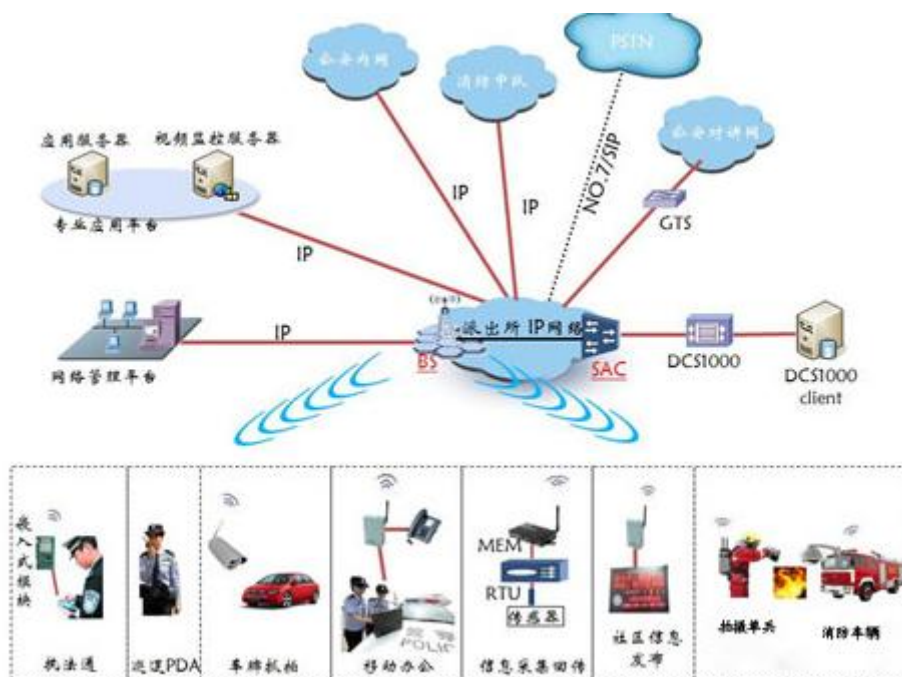 公安内网
消防中队
PSTN
公安对讲网
应用服务器
视频监控服务器
专业应用平台
IP
IP
IP
NO.7/SIP
GTS
IP
网络管理平台
BS
派出所 IP 网络
SAC
DCS1000
DCS1000
client
嵌入式模块
执法通
巡逻PDA
车牌抓拍
移动办公
MEM
RTU
传感器
信息采集回传
社区信息
发布
拍摄单兵
消防车辆